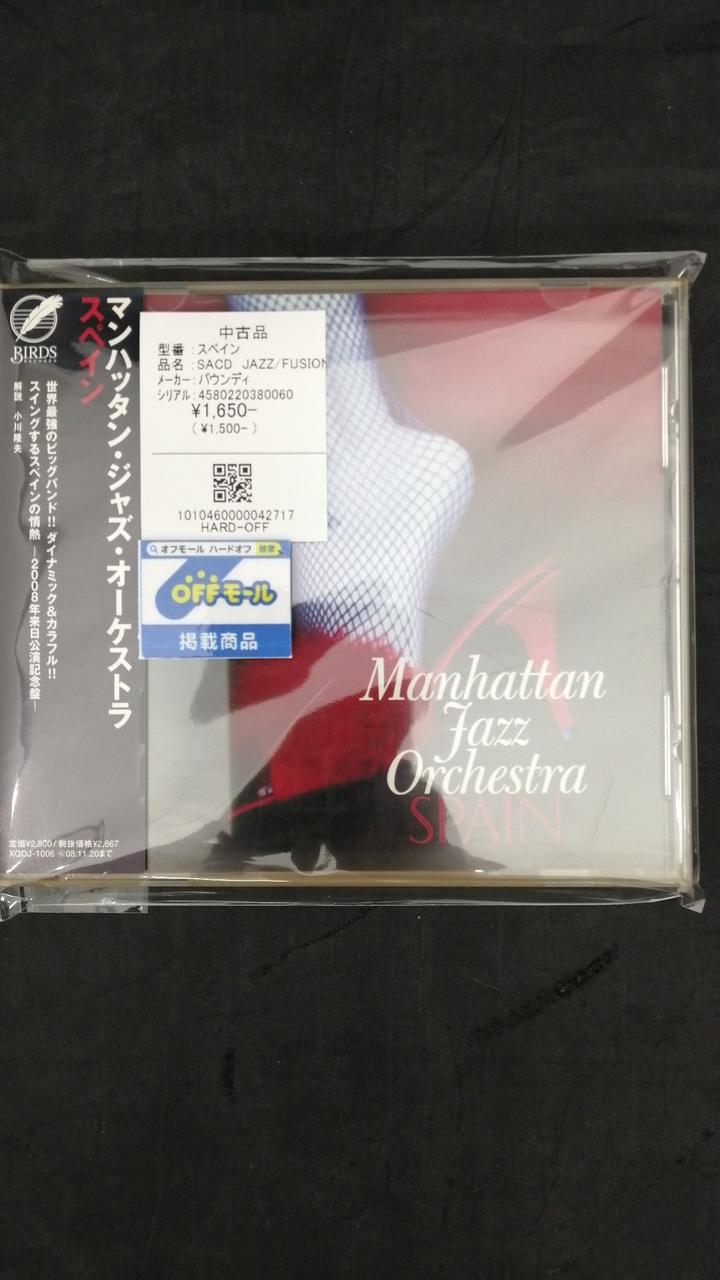 BIRDS
RECORDS
マンハッタン・ジャズ・オーケストラ
スペイン
世界最強のビッグバンド!! ダイナミック&カラフル!!
スイングするスペインの情熱 —2008年来日公演記念盤—
解説 小川隆夫
定価¥2,800/税抜価格¥2,667
XQDJ-1006 ✳08.11.20まで
中古品
型番:スペイン
品名:SACD JAZZ/FUSION
メーカー:バウンディ
シリアル:4580220380060
¥1,650-
(¥1,500-)
1010460000042717
HARD-OFF
オフモール ハードオフ 検索
OFFモール
掲載商品
Manhattan
Jazz
Orchestra
SPAIN